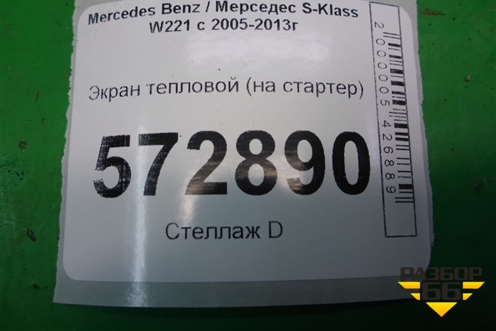 Mercedes Benz / Мерседес S-Klass
W221 с 2005-2013г
Экран тепловой (на стартер)
572890
Стеллаж D
2000005426889
РАЗБОР
66